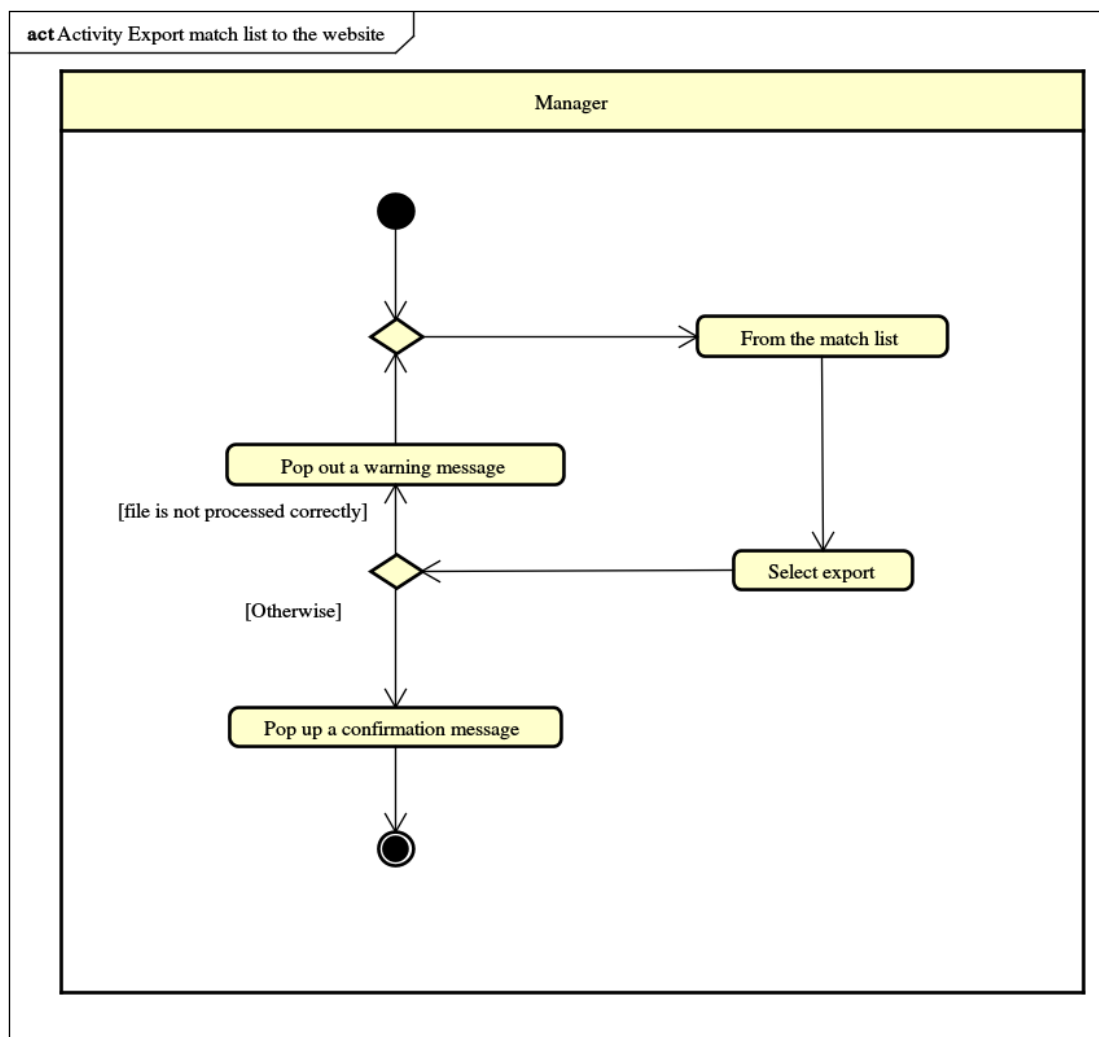 act Activity Export match list to the website
Manager
From the match list
Pop out a warning message
[file is not processed correctly]
Select export
[Otherwise]
Pop up a confirmation message